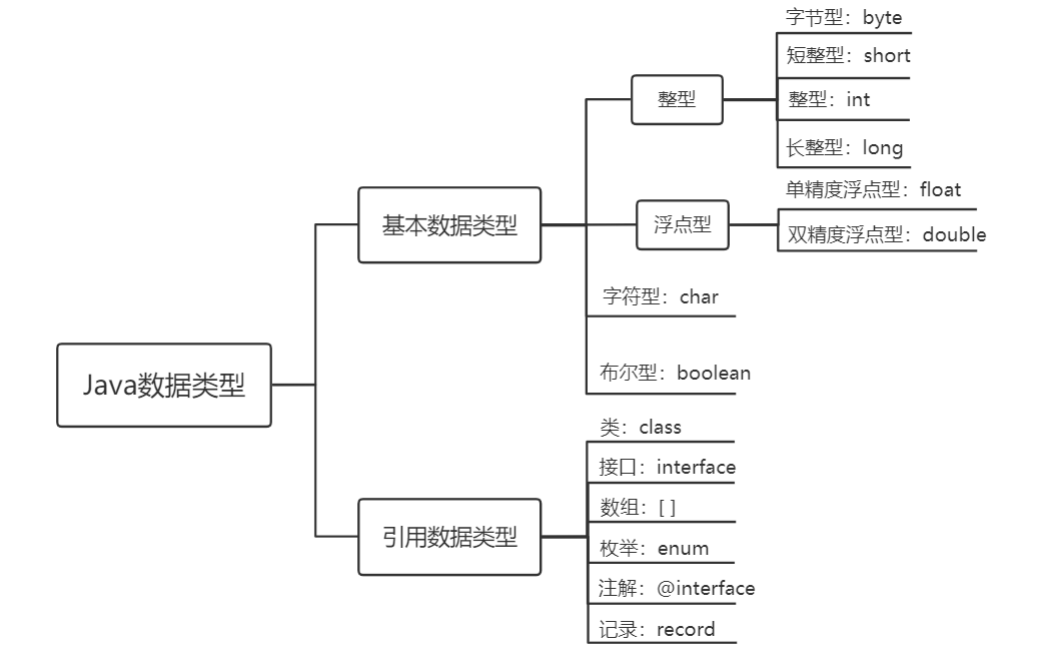 Java数据类型
基本数据类型
整型
字节型：byte
短整型：short
整型：int
长整型：long
浮点型
单精度浮点型：float
双精度浮点型：double
字符型：char
布尔型：boolean
引用数据类型
类：class
接口：interface
数组：[ ]
枚举：enum
注解：@interface
记录：record